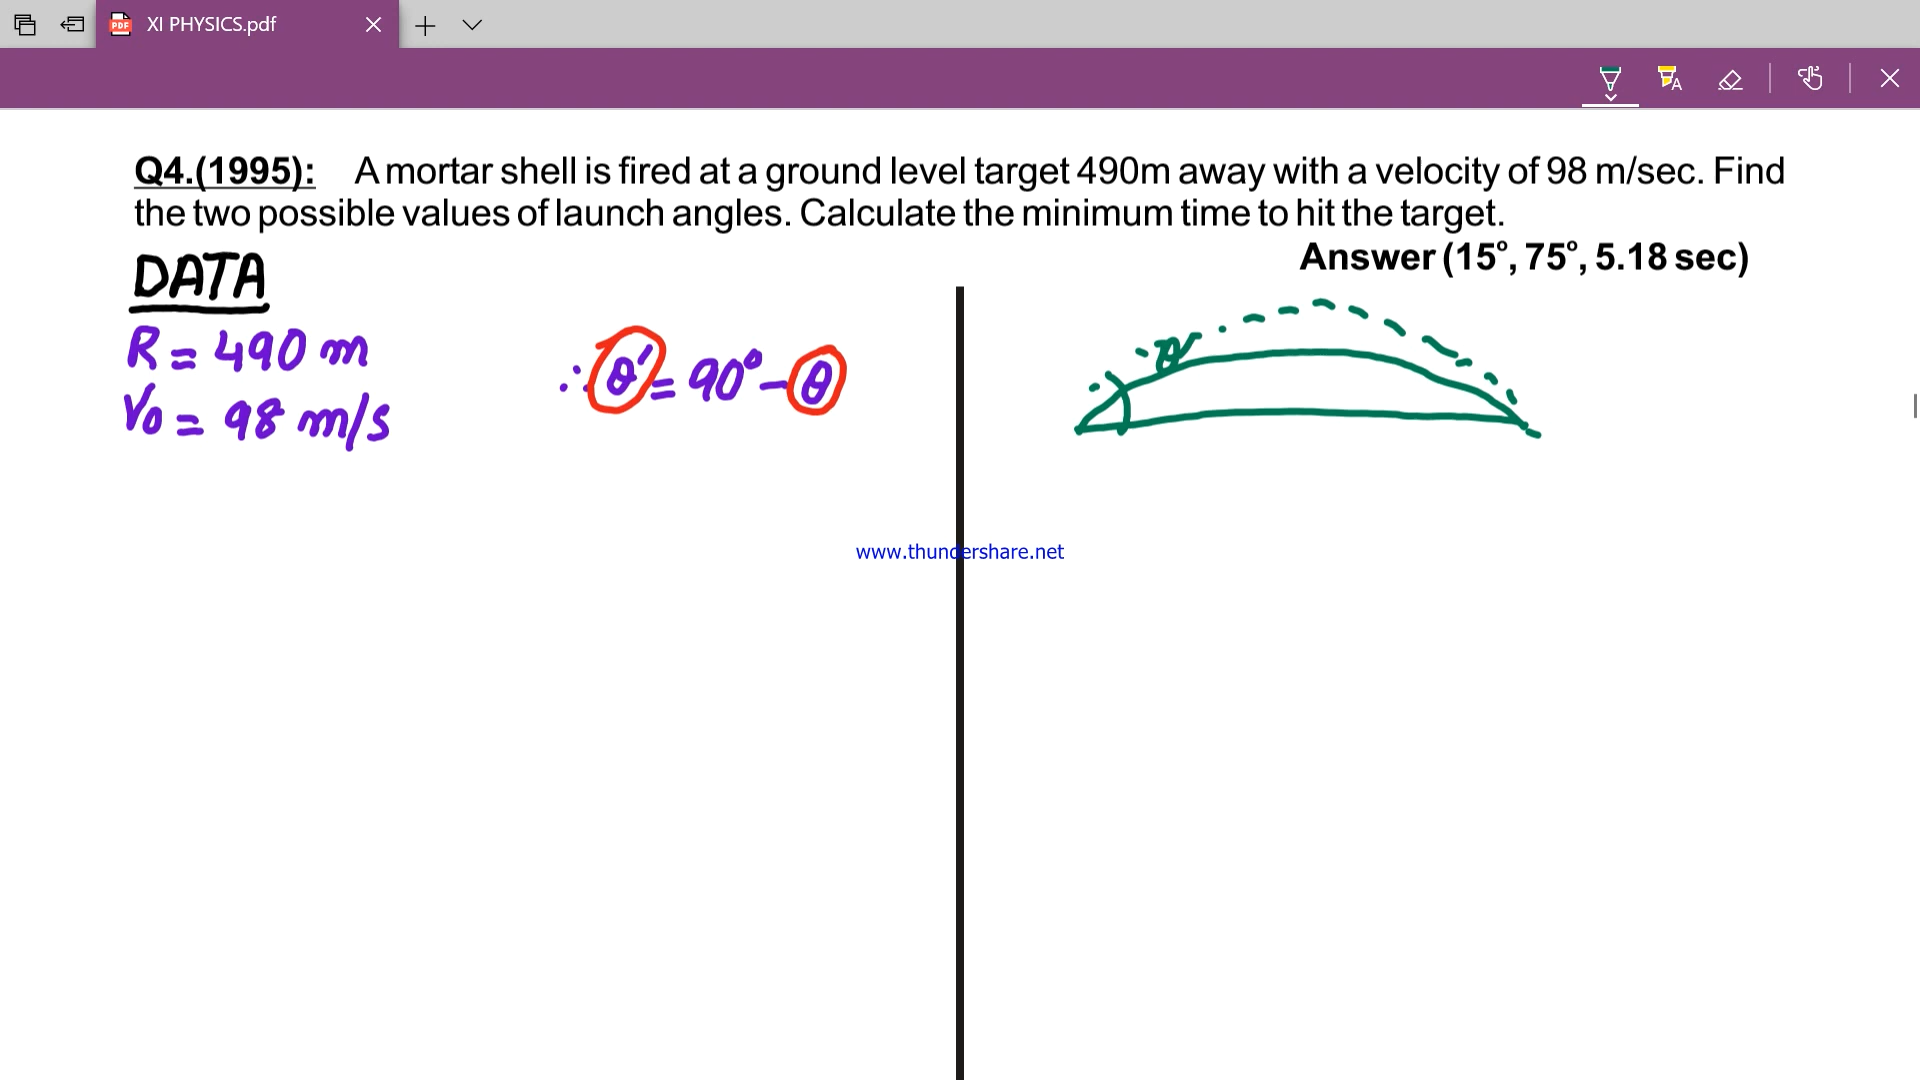 XI PHYSICS.pdf
Q4.(1995): A mortar shell is fired at a ground level target 490m away with a velocity of 98 m/sec. Find
the two possible values of launch angles. Calculate the minimum time to hit the target.
Answer (15°, 75°, 5.18 sec)
DATA
R = 490 m
V₀ = 98 m/s
∴ θ′ = 90° - θ
www.thundershare.net